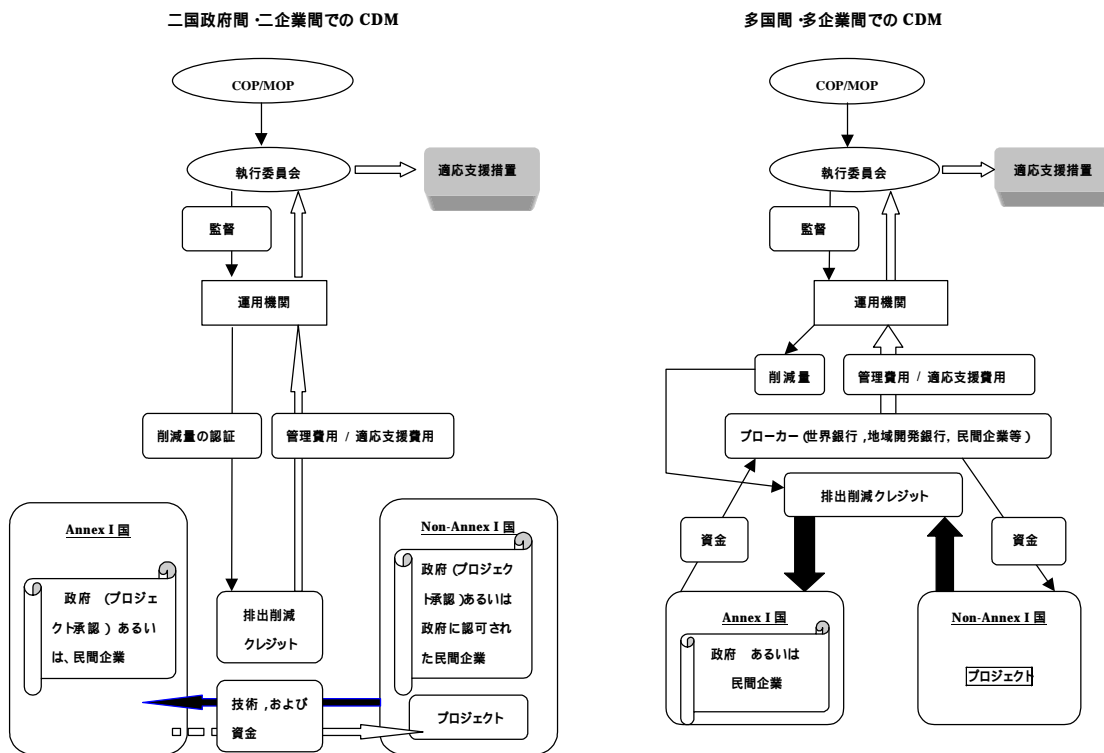 二国政府間・二企業間での CDM
COP/MOP
執行委員会
適応支援措置
監督
運用機関
削減量の認証
管理費用 / 適応支援費用
Annex I 国
政府 (プロジェ
クト承認) あるい
は、民間企業
排出削減
クレジット
Non-Annex I 国
政府 (プロジェク
ト承認) あるいは
政府に認可され
た民間企業
技術 , および
資金
プロジェクト
多国間・多企業間での CDM
COP/MOP
執行委員会
適応支援措置
監督
運用機関
削減量
管理費用 / 適応支援費用
ブローカー (世界銀行 , 地域開発銀行, 民間企業等 )
排出削減クレジット
資金
資金
Annex I 国
政府 あるいは
民間企業
Non-Annex I 国
プロジェクト